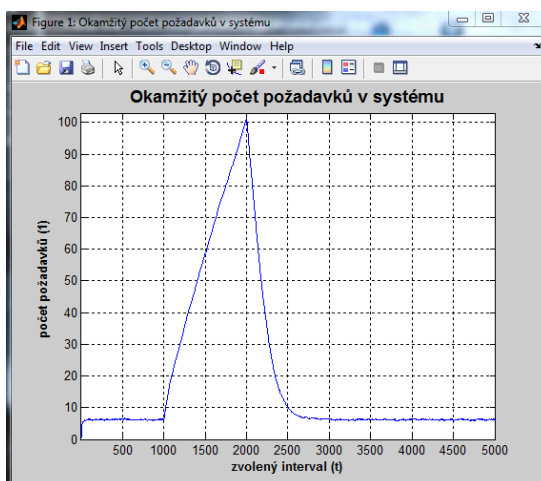 Figure 1: Okamžitý počet požadavků v systému
File Edit View Insert Tools Desktop Window Help
Okamžitý počet požadavků v systému
100
90
80
70
60
50
40
30
20
10
0
počet požadavků (1)
500 1000 1500 2000 2500 3000 3500 4000 4500 5000
zvolený interval (t)